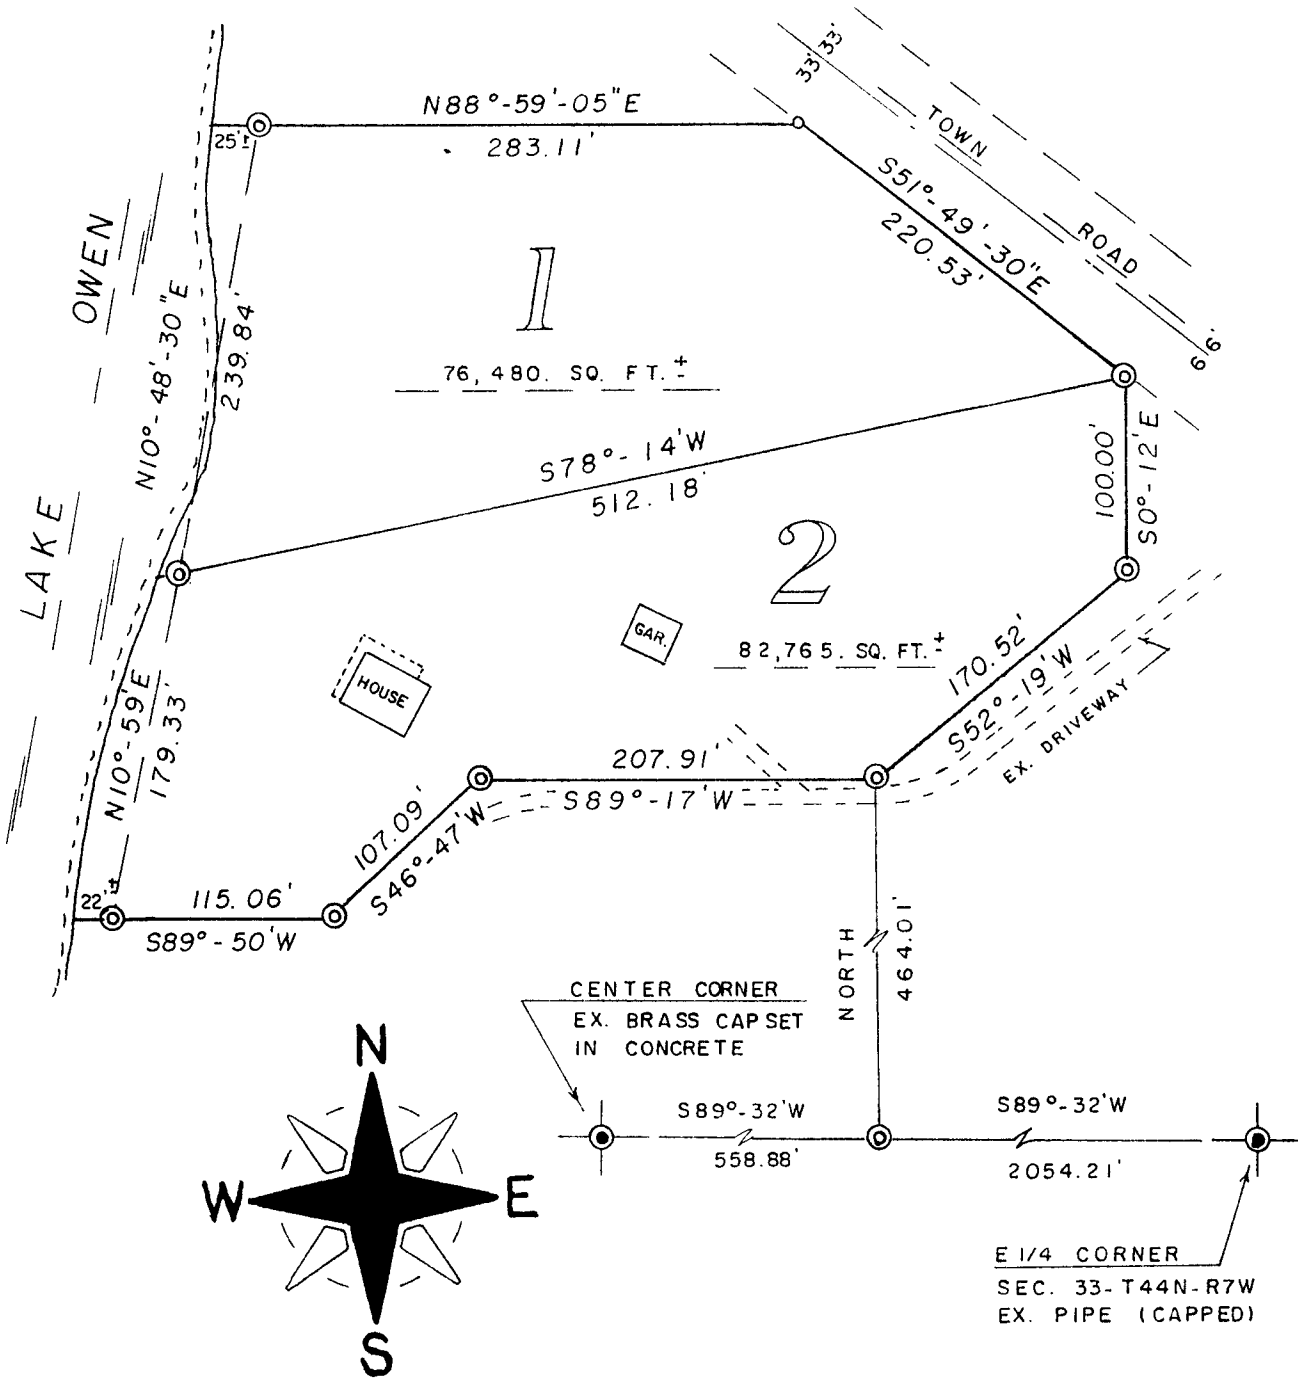 33' 33'
TOWN
ROAD
66'
N88°-59'-05"E
283.11'
25'±
S51°-49'-30"E
220.53'
OWEN
LAKE
N10°-48'-30"E
239.84'
1
76,480. SQ. FT.±
S78°-14'W
512.18'
100.00'
S0°-12'E
2
82,765. SQ. FT.±
GAR.
HOUSE
170.52'
S52°-19'W
EX. DRIVEWAY
N10°-59'E
179.33'
207.91'
S89°-17'W
107.09'
S46°-47'W
22'±
115.06'
S89°-50'W
NORTH
464.01'
CENTER CORNER
EX. BRASS CAP SET
IN CONCRETE
S89°-32'W
558.88'
S89°-32'W
2054.21'
E 1/4 CORNER
SEC. 33-T44N-R7W
EX. PIPE (CAPPED)
N
W
E
S